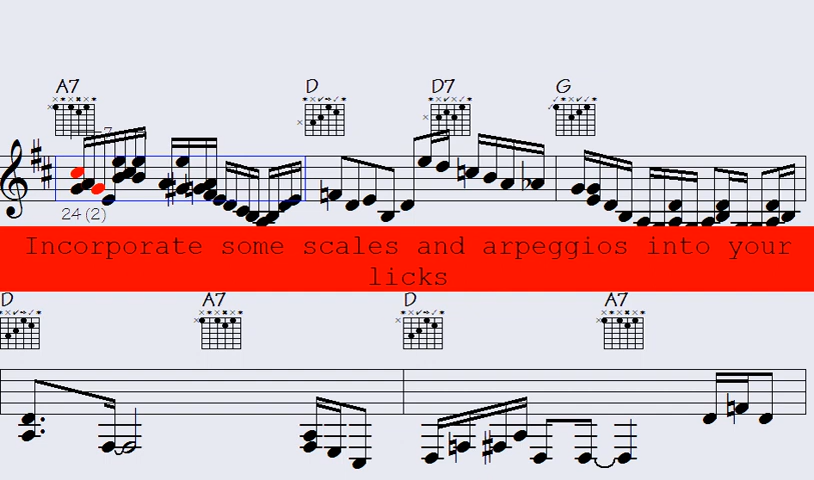 A7 D D7 G
24 (2)
Incorporate some scales and arpeggios into your
licks
D A7 D A7